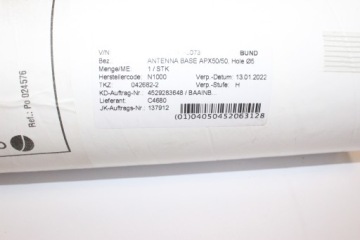 V/N: BUND
Bez. ANTENNA BASE APX50/50, Hole Ø5
Menge/ME: 1 / STK
Herstellercode: N1000 Verp.-Datum: 13.01.2022
TKZ 042682-2 Verp.-Stufe: H
KD-Auftrag-Nr.: 4529283648 / BAAINB
Lieferant: C4680
JK-Auftrags-Nr.: 137912
(01)04050452063128
Ref.: Po 024576